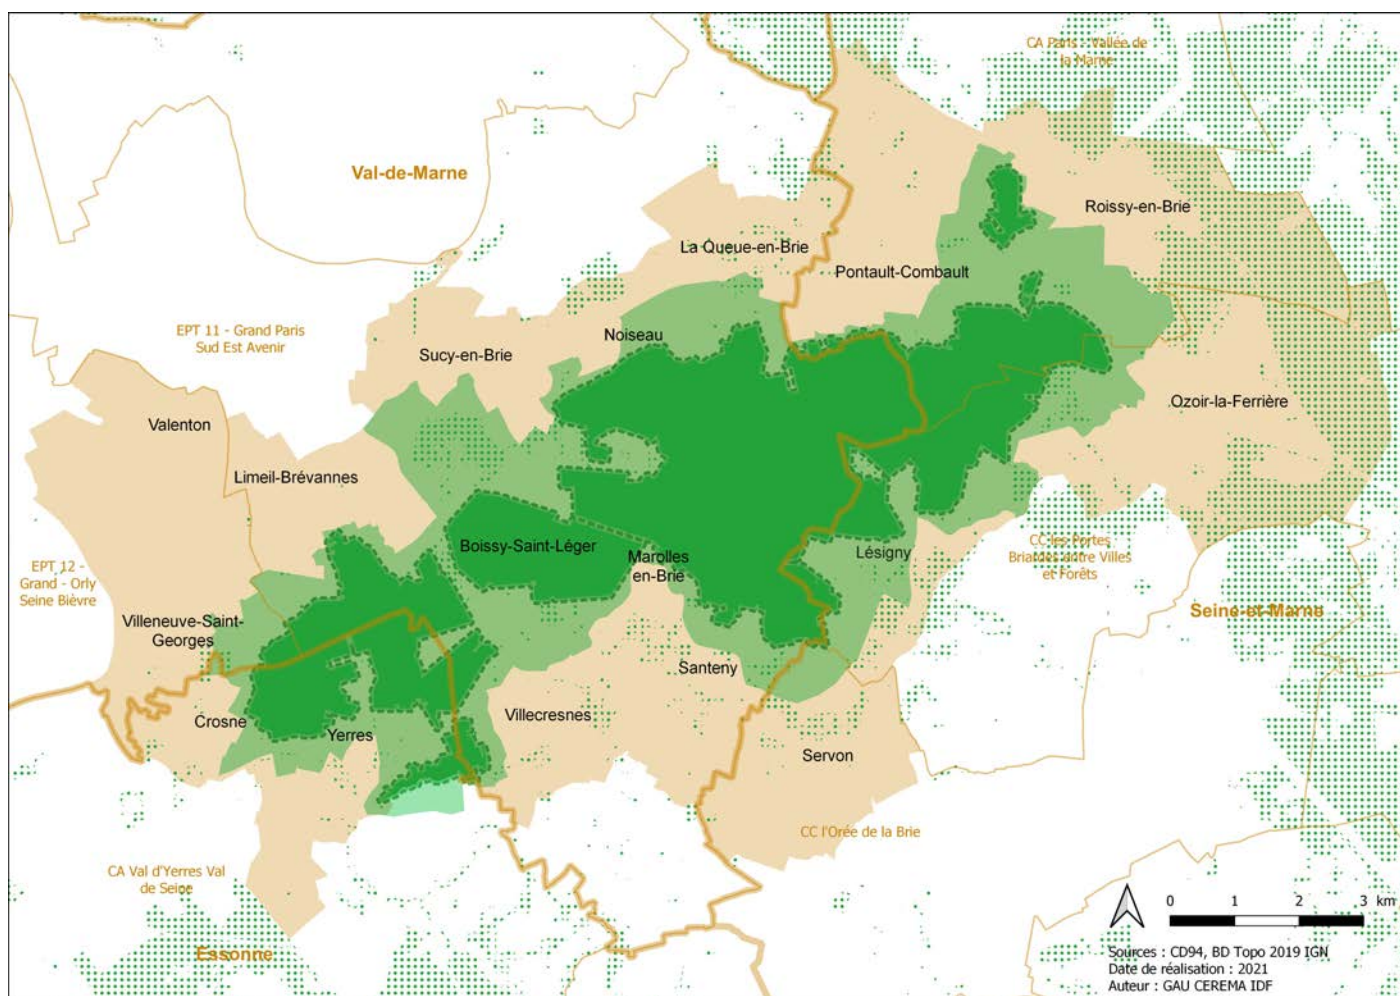 CA Paris - Vallée de
la Marne
Val-de-Marne
Roissy-en-Brie
La Queue-en-Brie
Pontault-Combault
EPT 11 - Grand Paris
Sud Est Avenir
Noiseau
Sucy-en-Brie
Ozoir-la-Ferrière
Valenton
Limeil-Brévannes
Boissy-Saint-Léger
Marolles
en-Brie
Lésigny
CC les Portes
Briardes entre Villes
et Forêts
EPT 12 -
Grand - Orly
Seine Bièvre
Seine-et-Marne
Villeneuve-Saint-
Georges
Santeny
Crosne
Yerres
Villecresnes
Servon
CC l'Orée de la Brie
CA Val d'Yerres Val
de Seine
Essonne
0 1 2 3 km
Sources : CD94, BD Topo 2019 IGN
Date de réalisation : 2021
Auteur : GAU CEREMA IDF